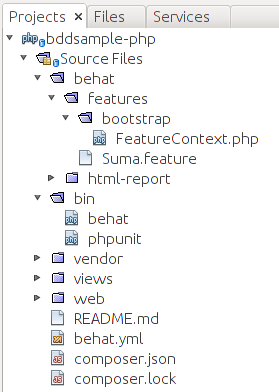 Projects × Files Services
bddsample-php
Source Files
behat
features
bootstrap
FeatureContext.php
Suma.feature
html-report
bin
behat
phpunit
vendor
views
web
README.md
behat.yml
composer.json
composer.lock